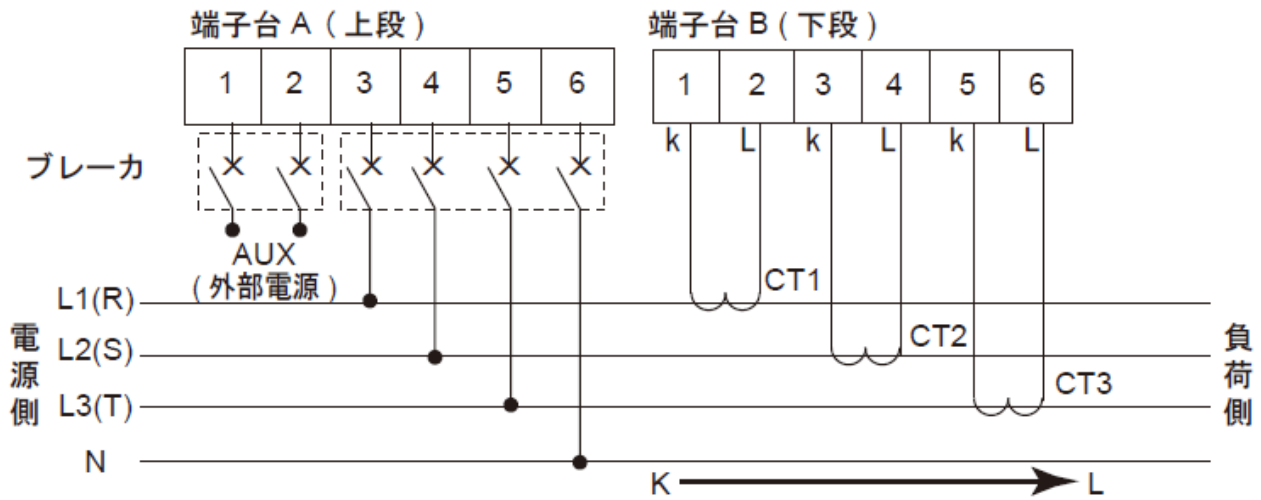 端子台 A ( 上段 )
端子台 B ( 下段 )
1 2 3 4 5 6
1 2 3 4 5 6
k L k L k L
ブレーカ
AUX
( 外部電源 )
CT1
L1(R)
CT2
L2(S)
CT3
L3(T)
N
電源側
負荷側
K L